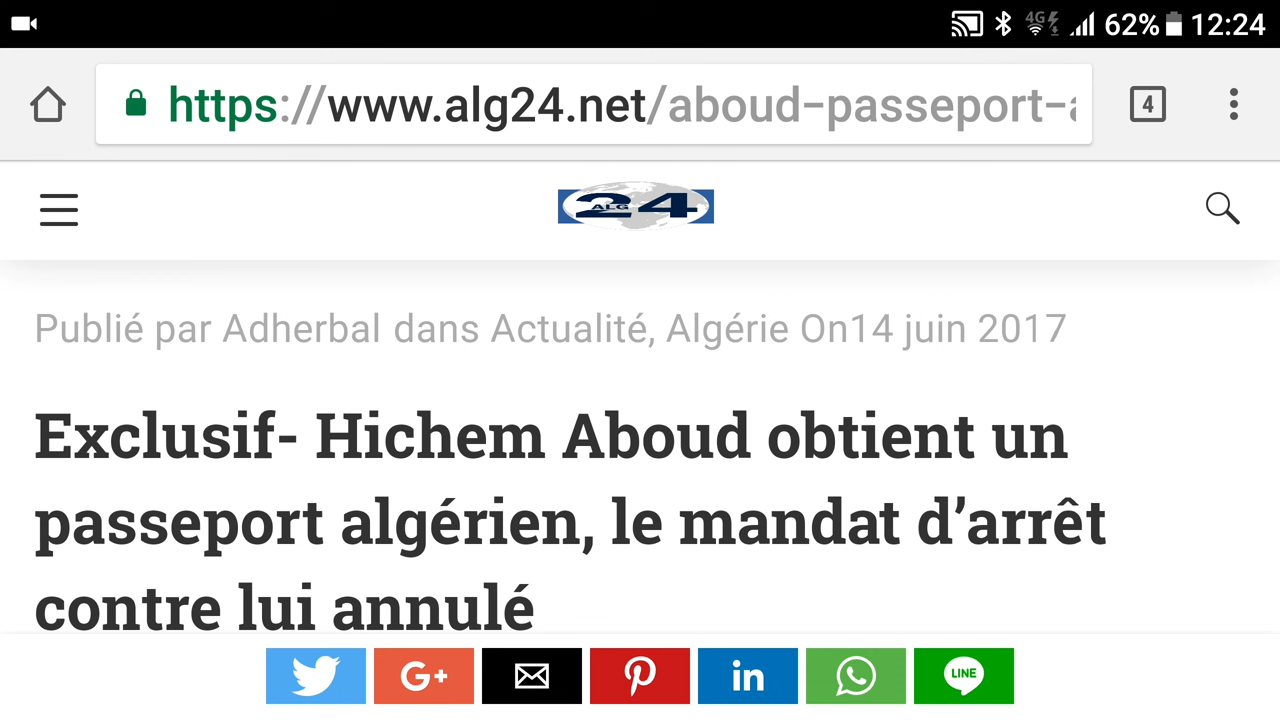 4G 62% 12:24
https://www.alg24.net/aboud-passeport-a
4
ALG 24
Publié par Adherbal dans Actualité, Algérie On14 juin 2017
Exclusif- Hichem Aboud obtient un
passeport algérien, le mandat d’arrêt
contre lui annulé
G+ in LINE